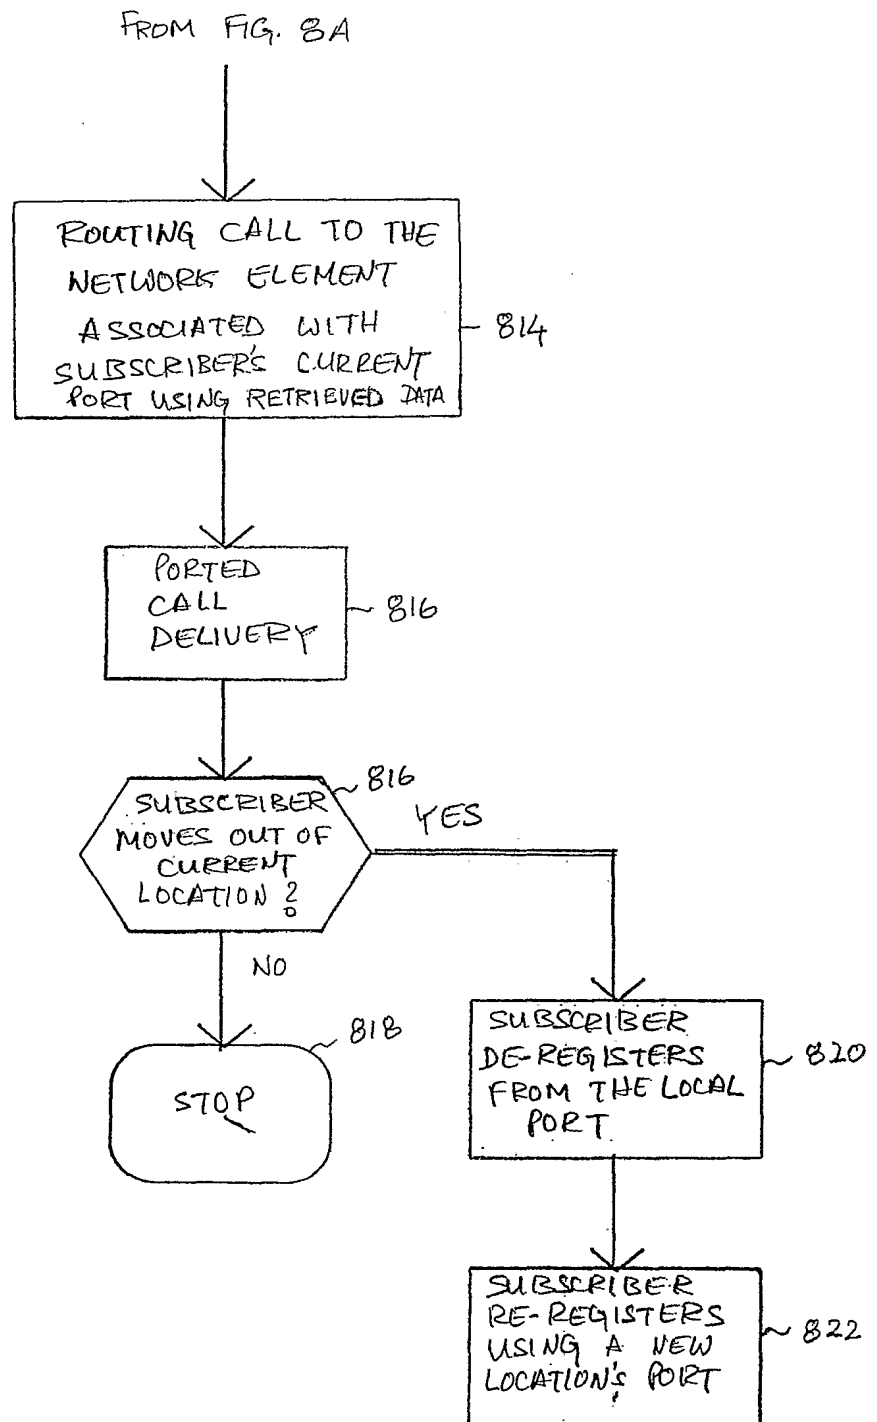 FROM FIG. 8A
ROUTING CALL TO THE
NETWORK ELEMENT
ASSOCIATED WITH
SUBSCRIBER'S CURRENT
PORT USING RETRIEVED DATA
814
PORTED
CALL
DELIVERY
816
816
SUBSCRIBER
MOVES OUT OF
CURRENT
LOCATION?
YES
NO
818
STOP
SUBSCRIBER
DE-REGISTERS
FROM THE LOCAL
PORT
820
SUBSCRIBER
RE-REGISTERS
USING A NEW
LOCATION'S PORT
822